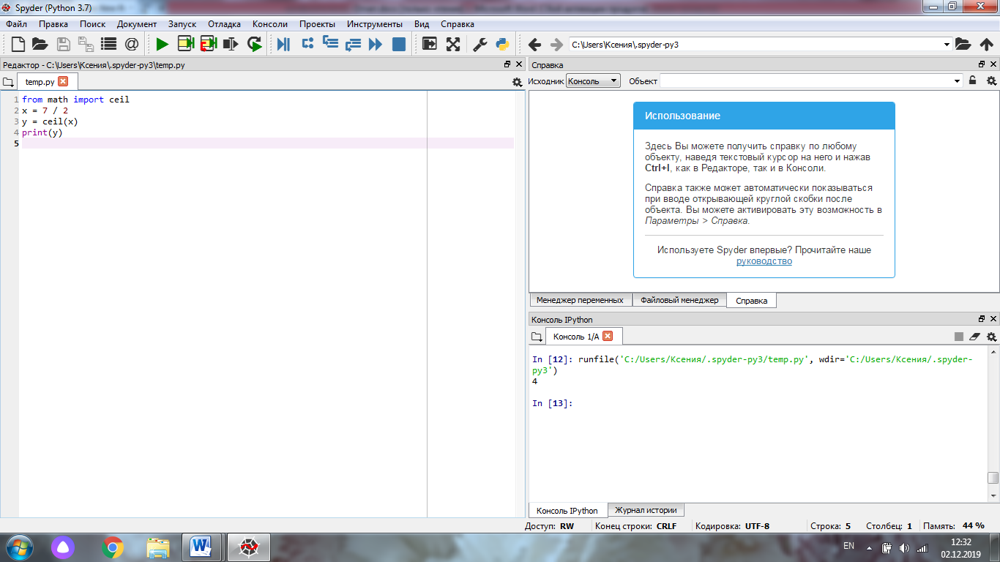 Spyder (Python 3.7)
Файл Правка Поиск Документ Запуск Отладка Консоли Проекты Инструменты Вид Справка
C:\Users\Ксения\.spyder-py3
Редактор - C:\Users\Ксения\.spyder-py3\temp.py
temp.py
1 from math import ceil
2 x = 7 / 2
3 y = ceil(x)
4 print(y)
5
Справка
Исходник Консоль Объект
Использование
Здесь Вы можете получить справку по любому
объекту, наведя текстовый курсор на него и нажав
Ctrl+I, как в Редакторе, так и в Консоли.
Справка также может автоматически показываться
при вводе открывающей круглой скобки после
объекта. Вы можете активировать эту возможность в
Параметры > Справка.
Используете Spyder впервые? Прочитайте наше
руководство
Менеджер переменных Файловый менеджер Справка
Консоль IPython
Консоль 1/A
In [12]: runfile('C:/Users/Ксения/.spyder-py3/temp.py', wdir='C:/Users/Ксения/.spyder-
py3')
4
In [13]:
Консоль IPython Журнал истории
Доступ: RW Конец строки: CRLF Кодировка: UTF-8 Строка: 5 Столбец: 1 Память: 44 %
EN 12:32
02.12.2019